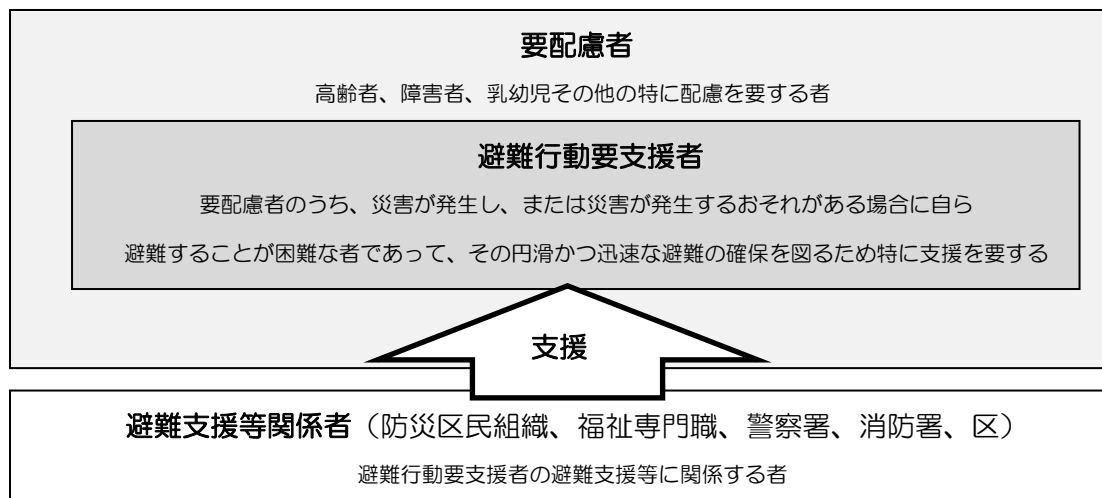 要配慮者
高齢者、障害者、乳幼児その他の特に配慮を要する者
避難行動要支援者
要配慮者のうち、災害が発生し、または災害が発生するおそれがある場合に自ら
避難することが困難な者であって、その円滑かつ迅速な避難の確保を図るため特に支援を要する
支援
避難支援等関係者（防災区民組織、福祉専門職、警察署、消防署、区）
避難行動要支援者の避難支援等に関係する者